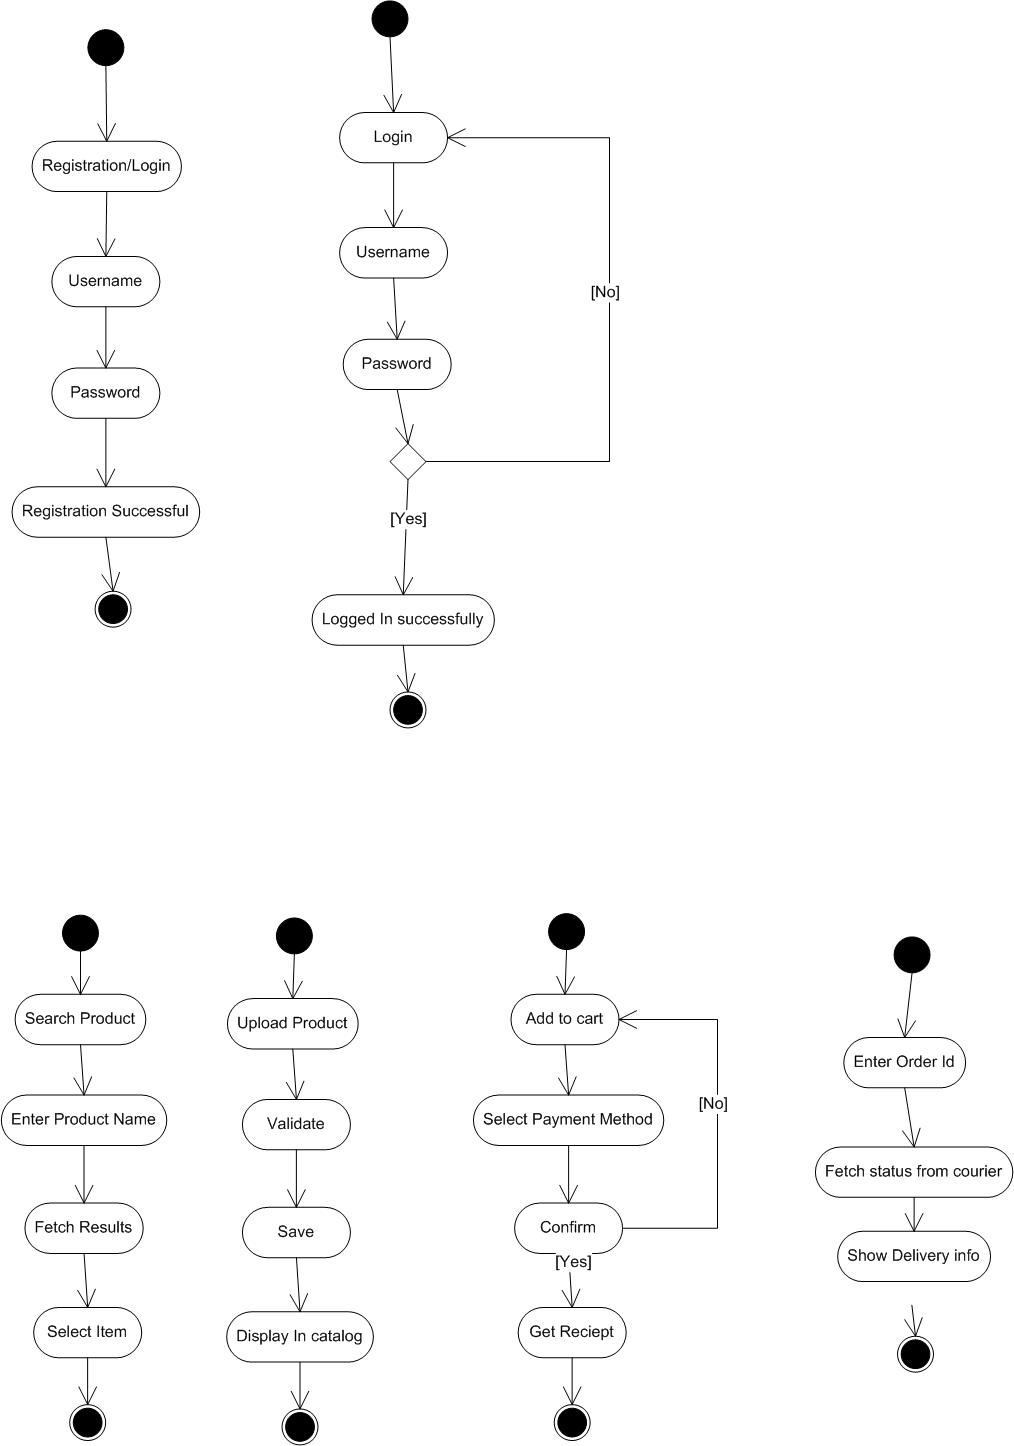 Registration/Login
Username
Password
Registration Successful
Login
Username
Password
[No]
[Yes]
Logged In successfully
Search Product
Enter Product Name
Fetch Results
Select Item
Upload Product
Validate
Save
Display In catalog
Add to cart
Select Payment Method
[No]
Confirm
[Yes]
Get Reciept
Enter Order Id
Fetch status from courier
Show Delivery info